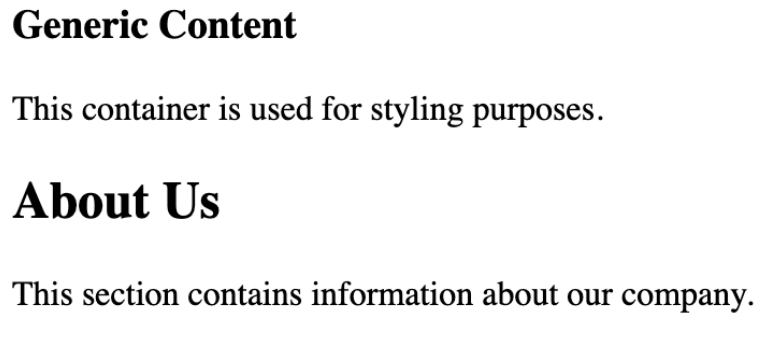 Generic Content
This container is used for styling purposes.
About Us
This section contains information about our company.